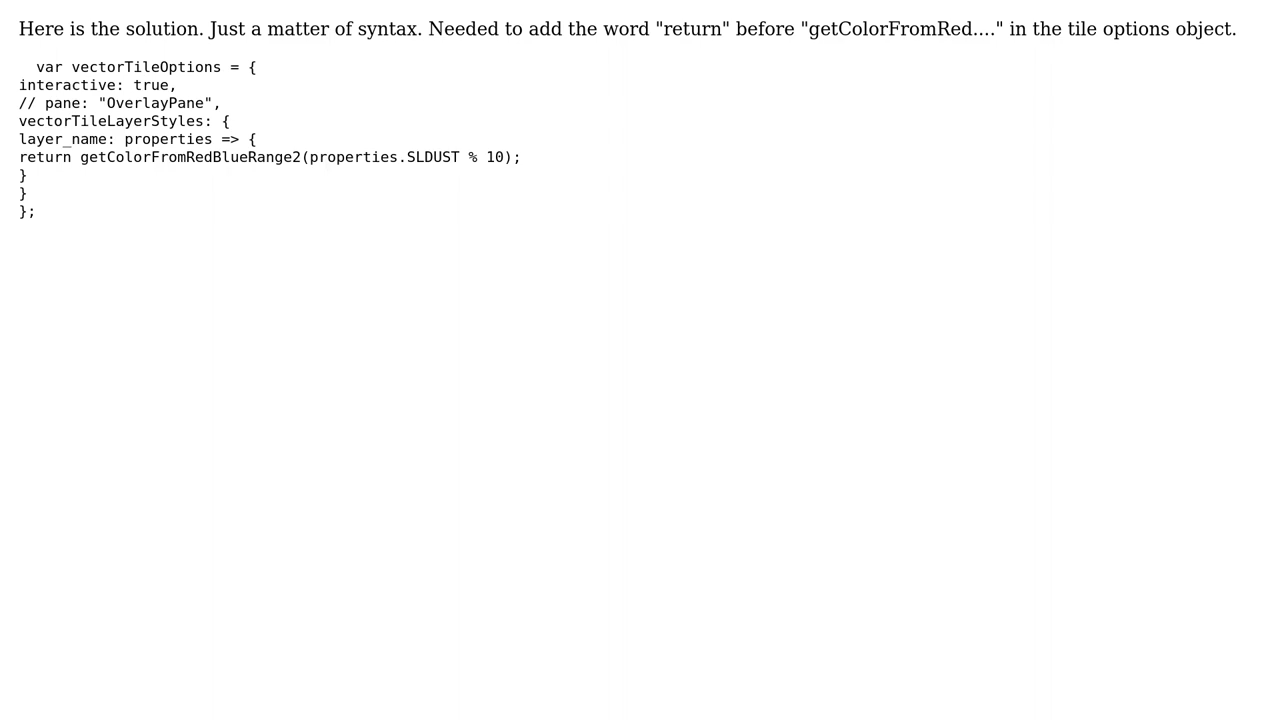 Here is the solution. Just a matter of syntax. Needed to add the word "return" before "getColorFromRed...." in the tile options object.
  var vectorTileOptions = {
interactive: true,
// pane: "OverlayPane",
vectorTileLayerStyles: {
layer_name: properties => {
return getColorFromRedBlueRange2(properties.SLDUST % 10);
}
}
};